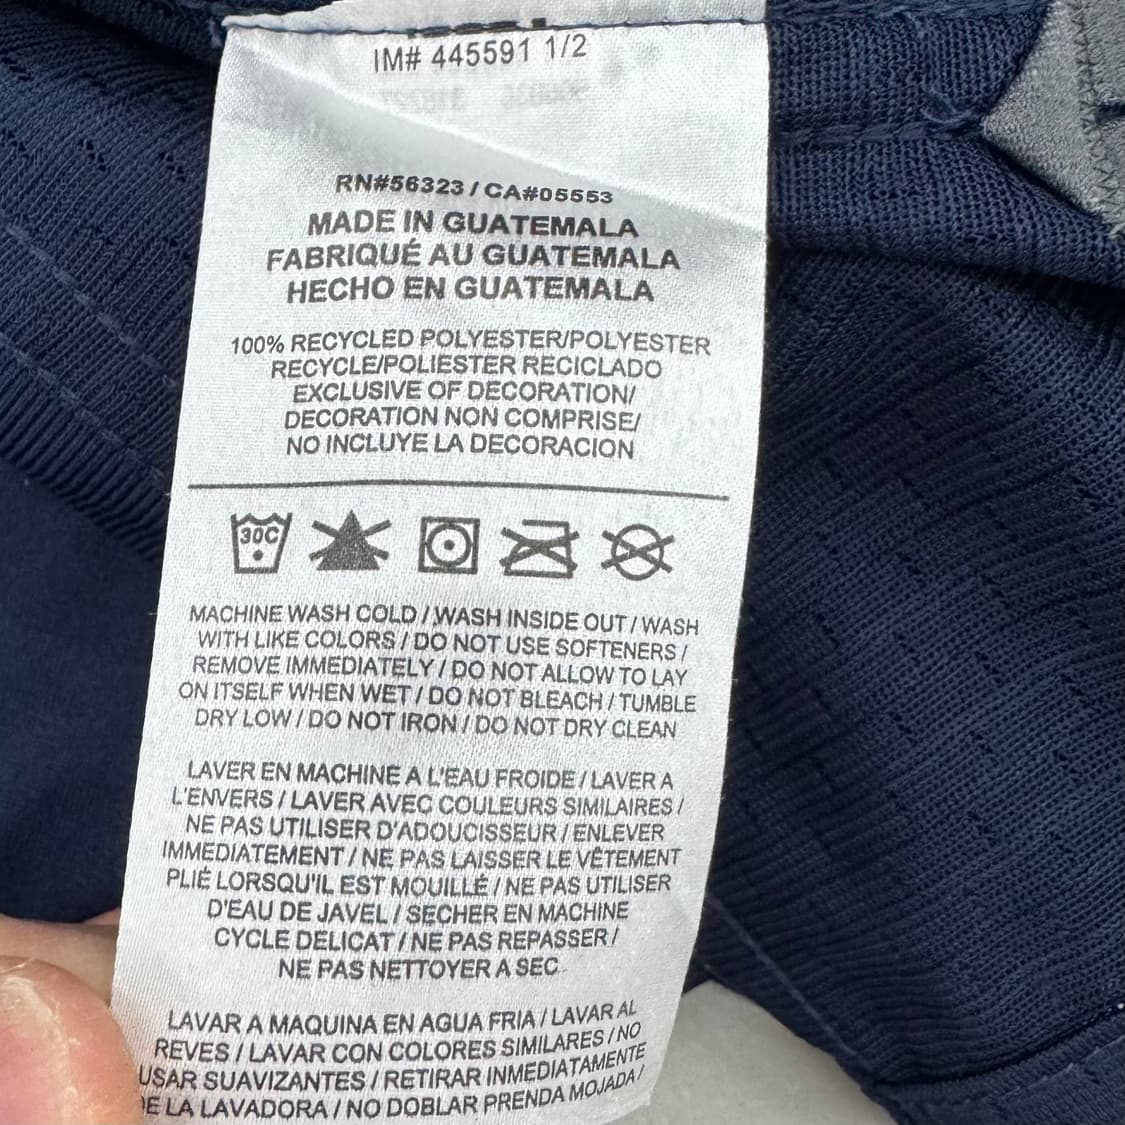 IM# 445591 1/2
RN#56323 / CA#05553
MADE IN GUATEMALA
FABRIQUÉ AU GUATEMALA
HECHO EN GUATEMALA
100% RECYCLED POLYESTER/POLYESTER
RECYCLE/POLIESTER RECICLADO
EXCLUSIVE OF DECORATION/
DECORATION NON COMPRISE/
NO INCLUYE LA DECORACION
30C
MACHINE WASH COLD / WASH INSIDE OUT / WASH
WITH LIKE COLORS / DO NOT USE SOFTENERS /
REMOVE IMMEDIATELY / DO NOT ALLOW TO LAY
ON ITSELF WHEN WET / DO NOT BLEACH / TUMBLE
DRY LOW / DO NOT IRON / DO NOT DRY CLEAN
LAVER EN MACHINE A L'EAU FROIDE / LAVER A
L'ENVERS / LAVER AVEC COULEURS SIMILAIRES /
NE PAS UTILISER D'ADOUCISSEUR / ENLEVER
IMMEDIATEMENT / NE PAS LAISSER LE VÊTEMENT
PLIÉ LORSQU'IL EST MOUILLÉ / NE PAS UTILISER
D'EAU DE JAVEL / SECHER EN MACHINE
CYCLE DELICAT / NE PAS REPASSER /
NE PAS NETTOYER A SEC
LAVAR A MAQUINA EN AGUA FRIA / LAVAR AL
REVES / LAVAR CON COLORES SIMILARES / NO
USAR SUAVIZANTES / RETIRAR INMEDIATAMENTE
LA LAVADORA / NO DOBLAR PRENDA MOJADA /